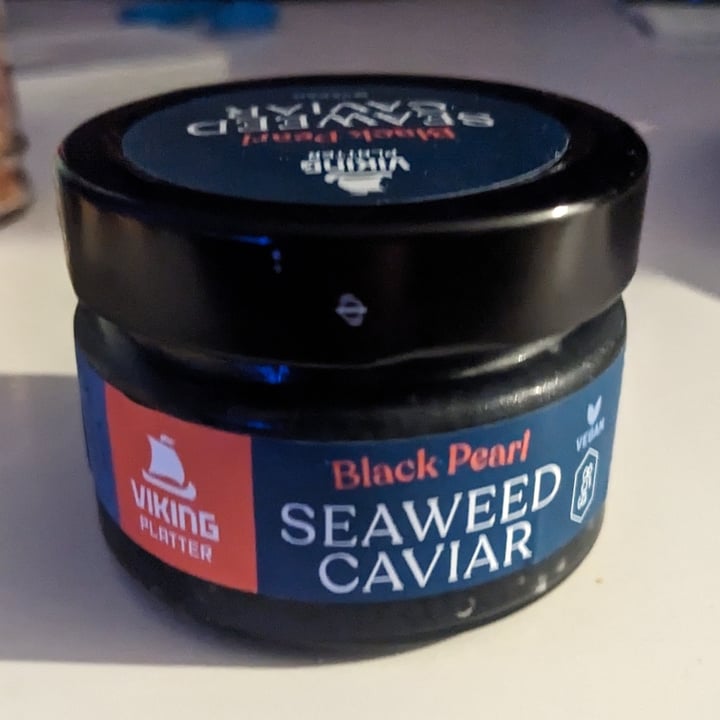 VIKING
PLATTER
Black Pearl
SEAWEED
CAVIAR
VIKING
PLATTER
Black Pearl
SEAWEED
CAVIAR
VEGAN